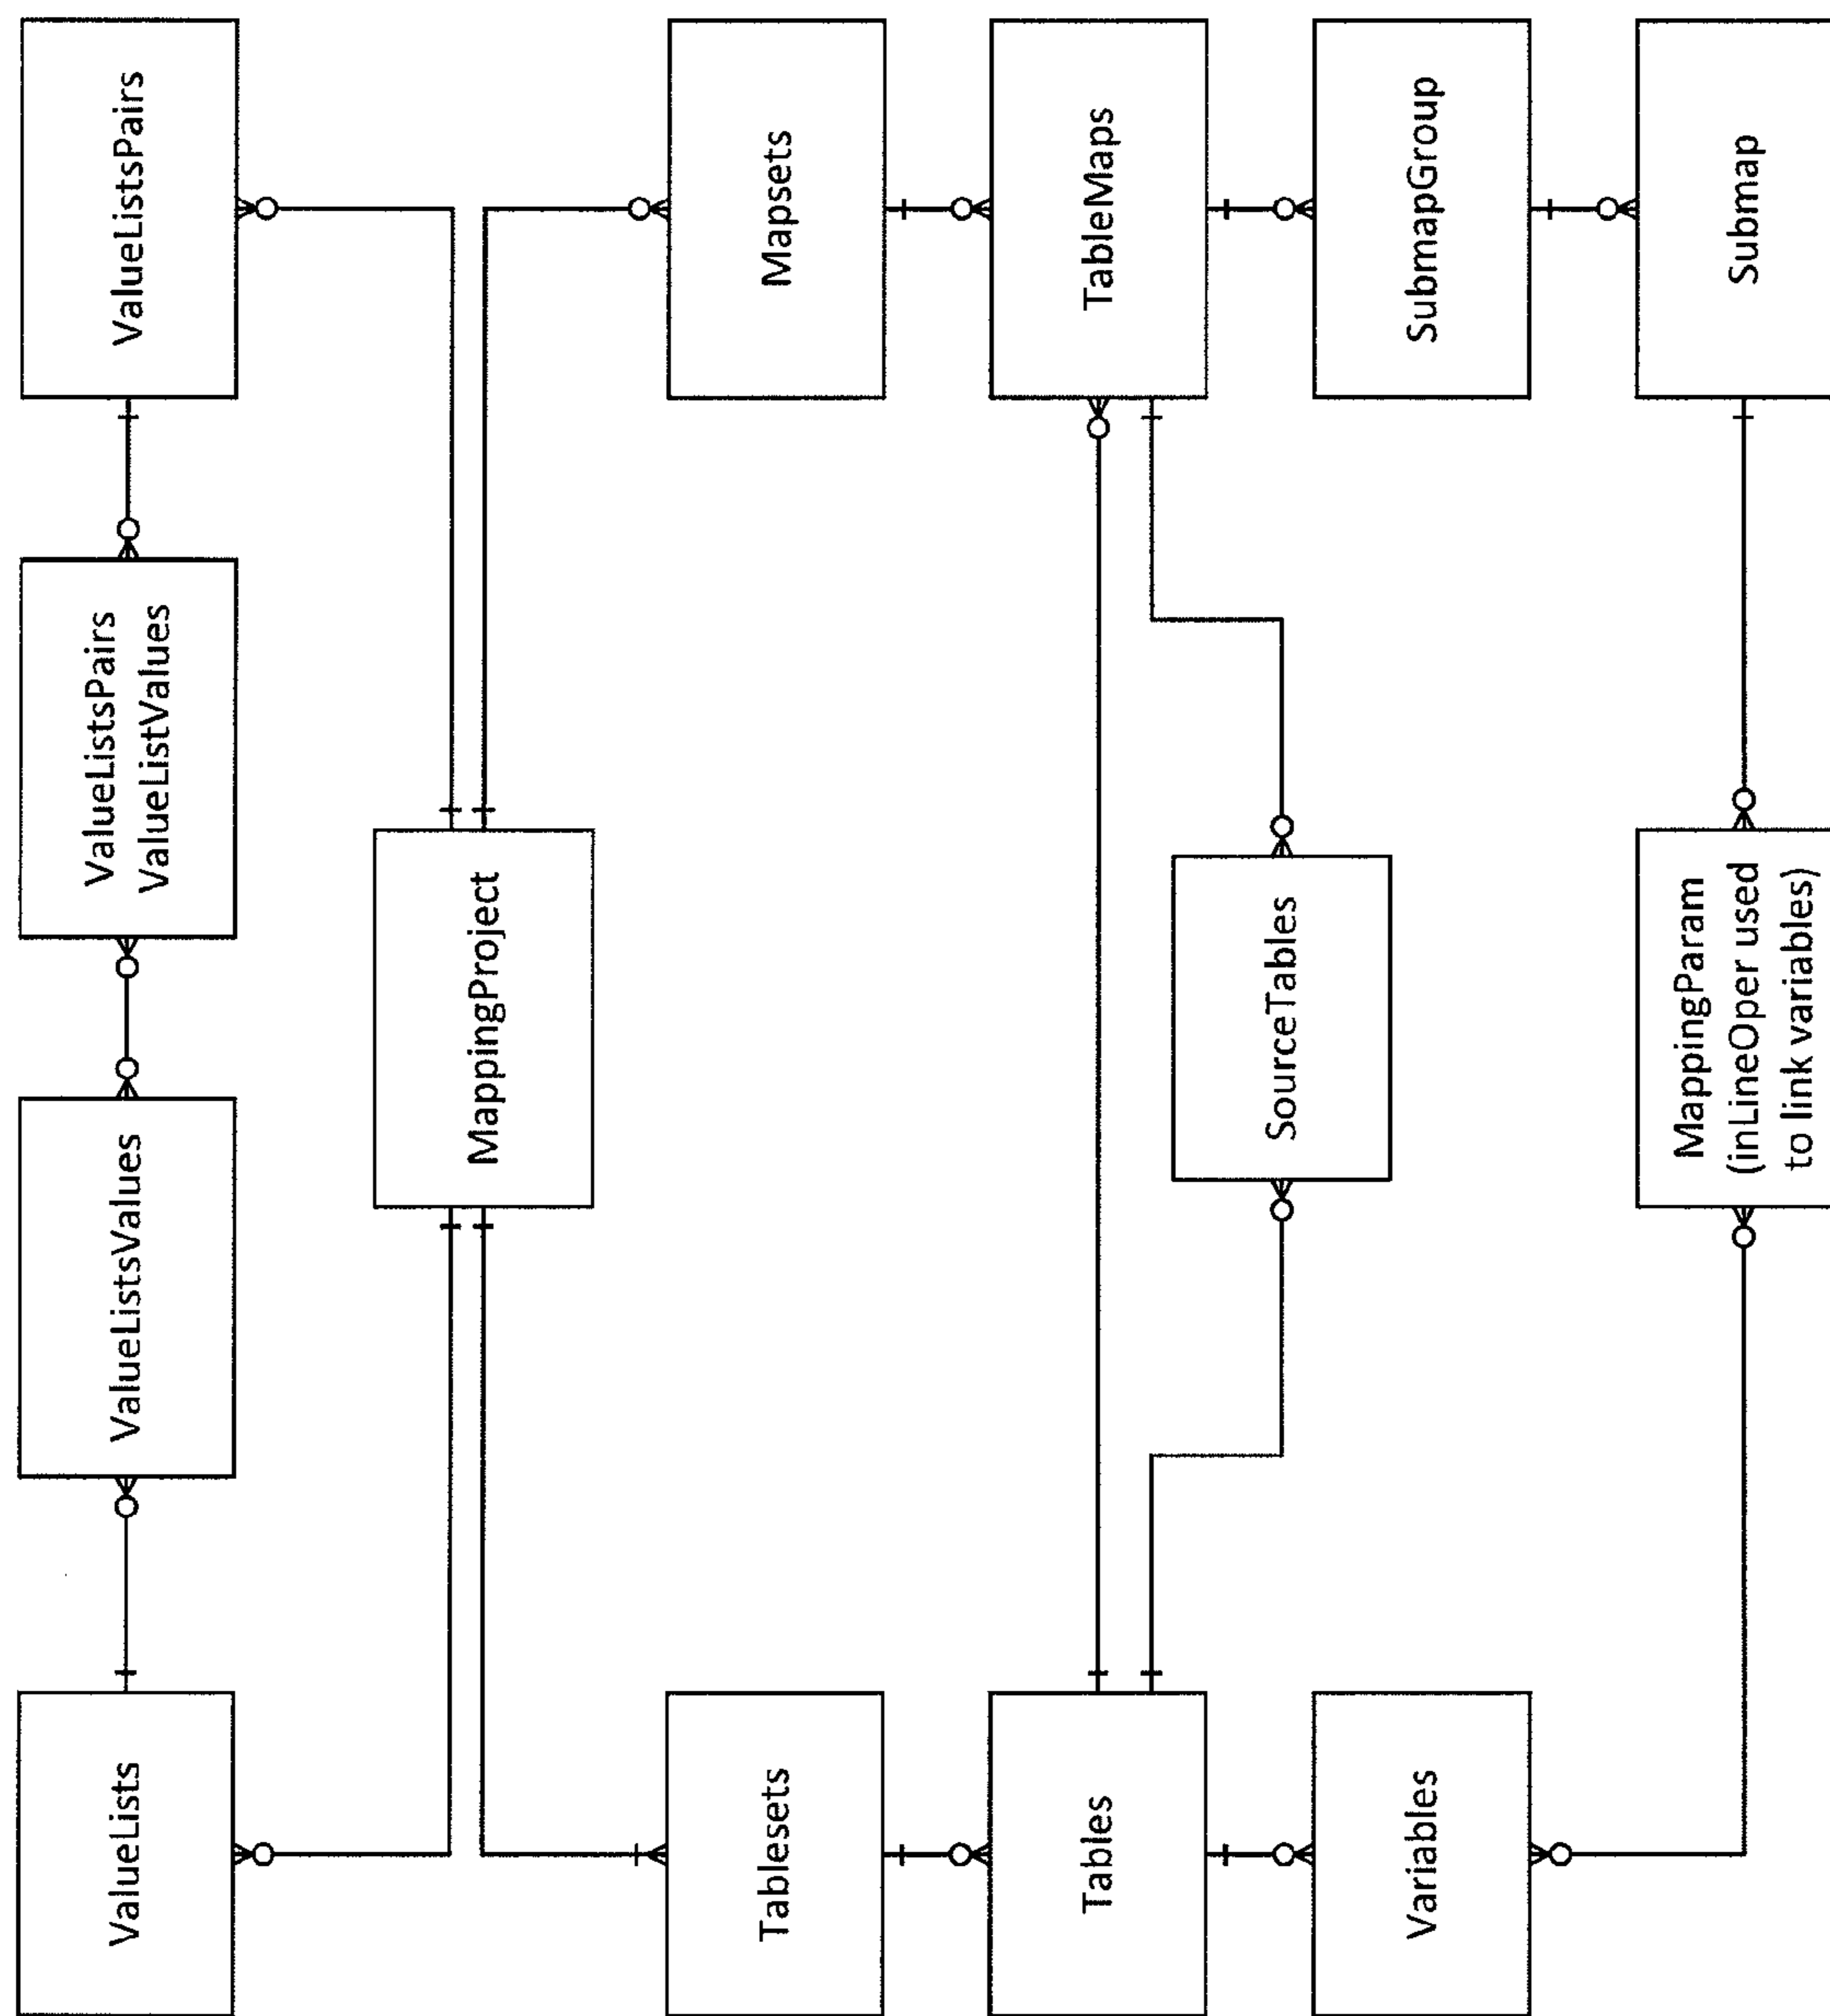 ValueLists
ValueListsValues
ValueListsPairs
ValueListValues
ValueListsPairs
MappingProject
Tablesets
Mapsets
Tables
TableMaps
SourceTables
Variables
SubmapGroup
MappingParam
(inLineOper used
to link variables)
Submap